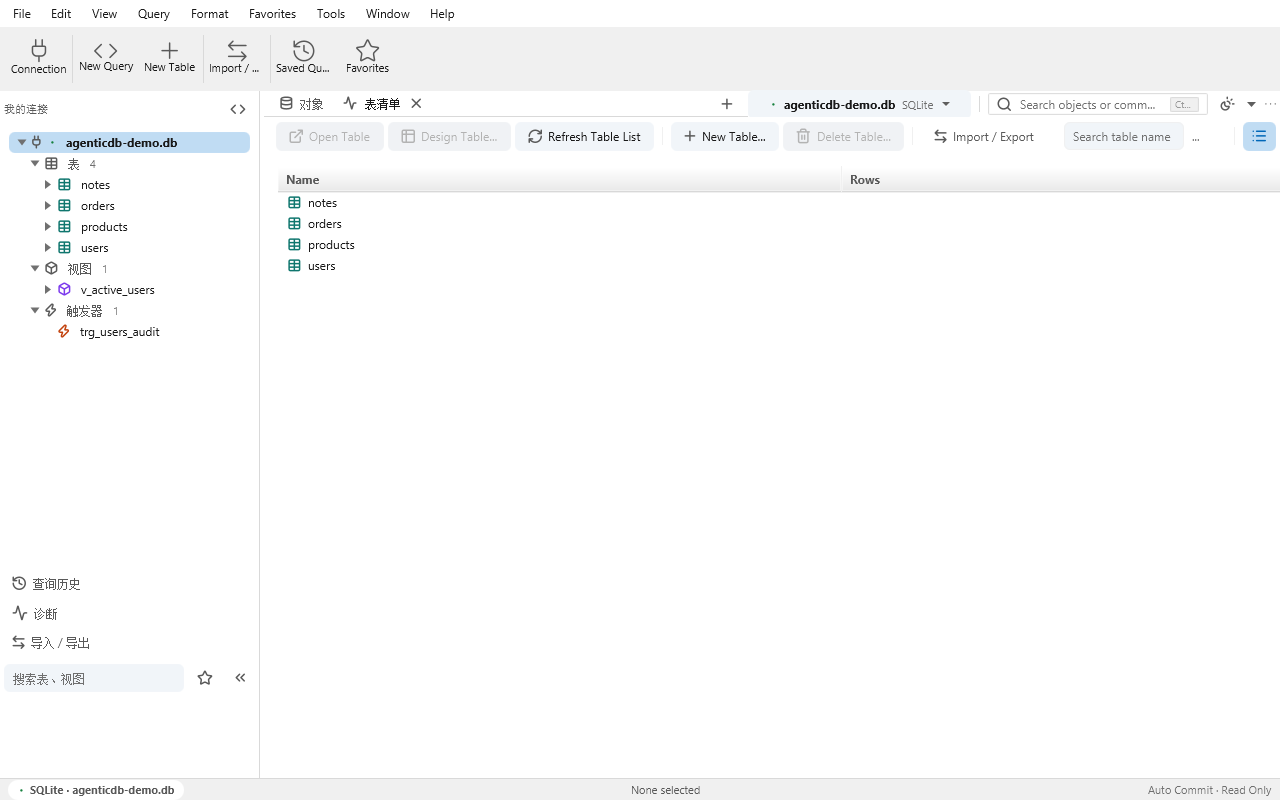 File Edit View Query Format Favorites Tools Window Help
Connection New Query New Table Import / ... Saved Qu... Favorites
我的连接
对象 表清单 agenticdb-demo.db SQLite Search objects or comm... Ct...
Open Table Design Table... Refresh Table List New Table... Delete Table... Import / Export Search table name ...
agenticdb-demo.db
表 4
notes
orders
products
users
视图 1
v_active_users
触发器 1
trg_users_audit
Name Rows
notes
orders
products
users
查询历史
诊断
导入 / 导出
搜索表、视图
SQLite · agenticdb-demo.db None selected Auto Commit · Read Only